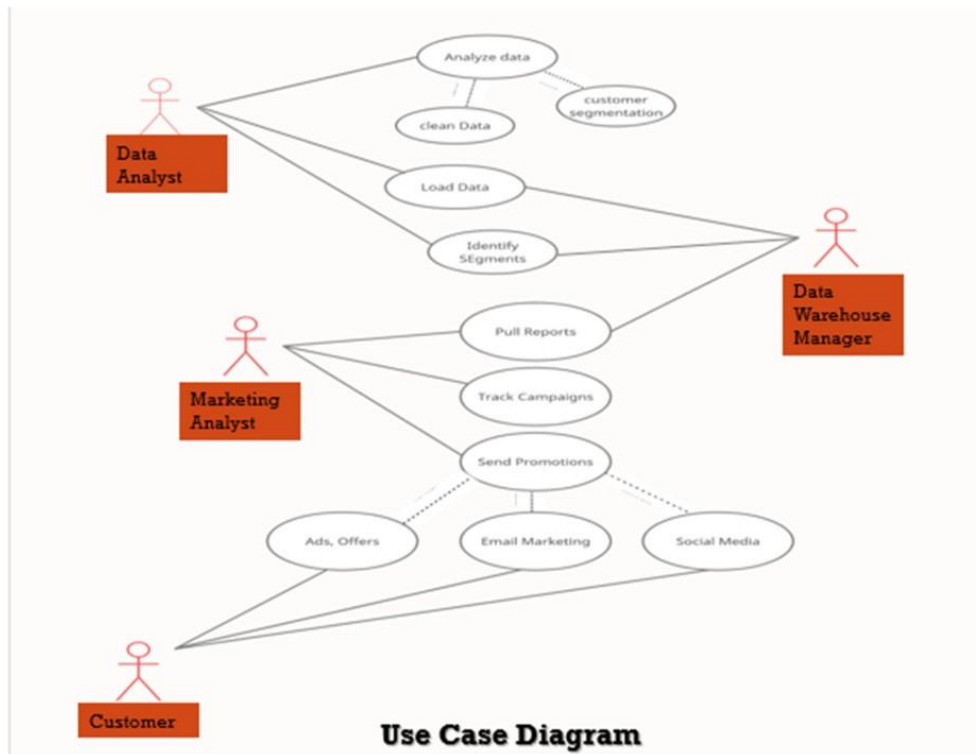 Analyze data
customer
segmentation
clean Data
Data
Analyst
Load Data
Identify
SEgments
Data
Warehouse
Manager
Pull Reports
Marketing
Analyst
Track Campaigns
Send Promotions
Ads, Offers
Email Marketing
Social Media
Customer
Use Case Diagram